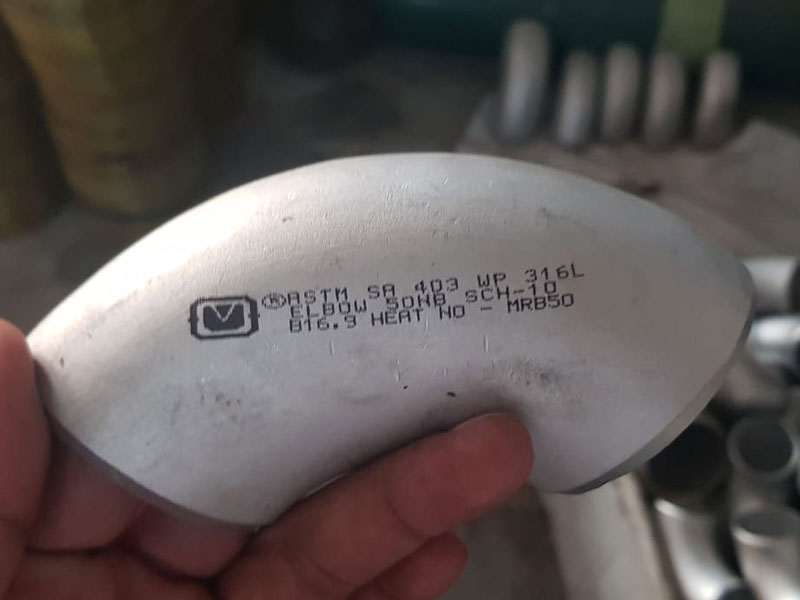 ® ASTM SA 403 WP 316L
ELBOW 50NB SCH-10
B16.9 HEAT NO - MRB50